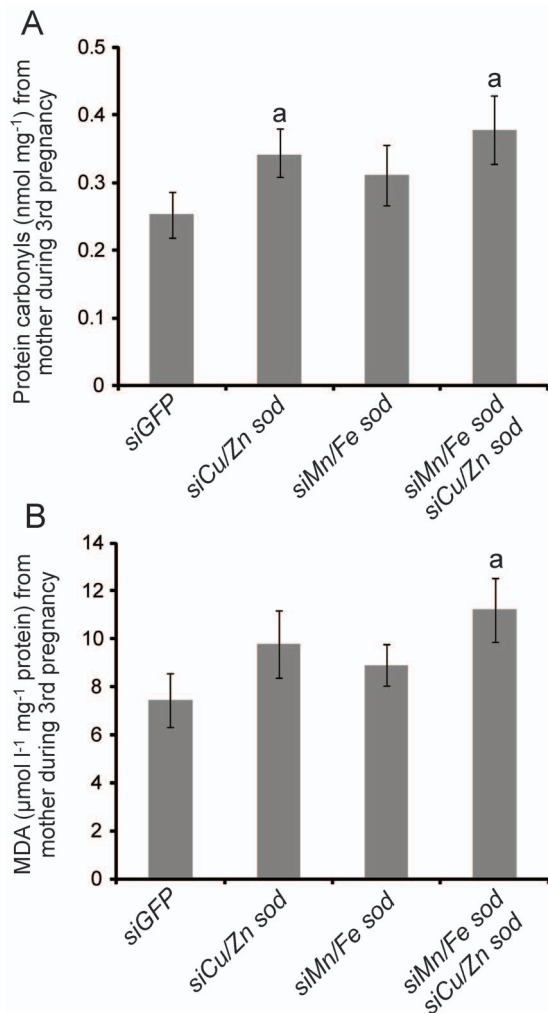 A
Protein carbonyls (nmol mg⁻¹) from
mother during 3rd pregnancy
0.5
0.4
0.3
0.2
0.1
0
a
a
siGFP
siCu/Zn sod
siMn/Fe sod
siMn/Fe sod
siCu/Zn sod
B
MDA (µmol l⁻¹ mg⁻¹ protein) from
mother during 3rd pregnancy
14
12
10
8
6
4
2
0
a
siGFP
siCu/Zn sod
siMn/Fe sod
siMn/Fe sod
siCu/Zn sod